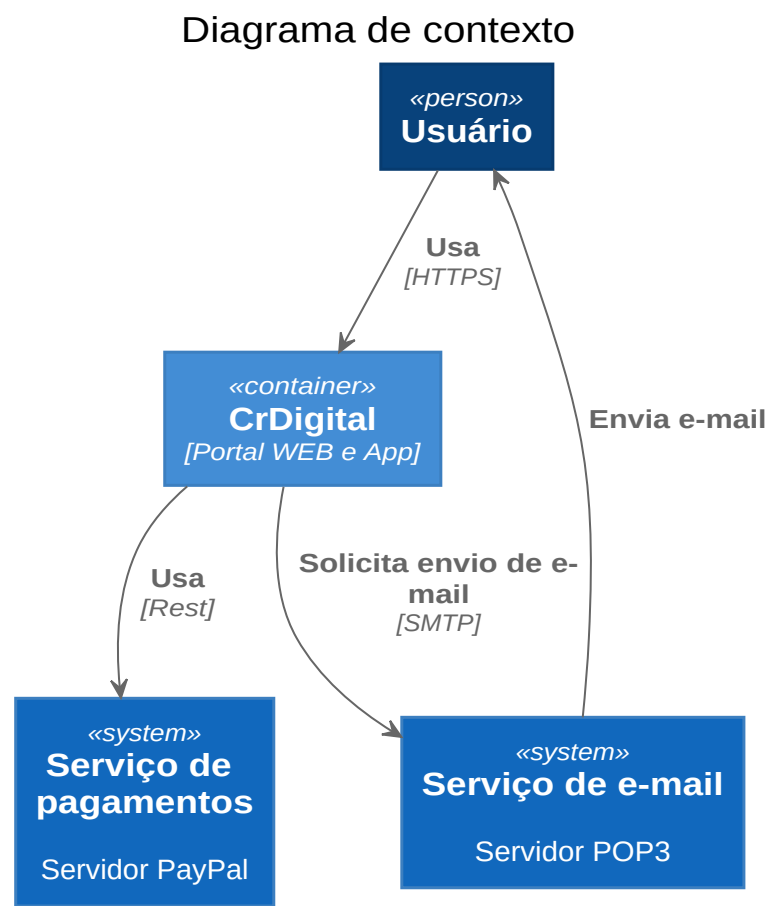 Diagrama de contexto
«person»
Usuário
Usa
[HTTPS]
«container»
CrDigital
[Portal WEB e App]
Envia e-mail
Usa
[Rest]
Solicita envio de e-
mail
[SMTP]
«system»
Serviço de
pagamentos
Servidor PayPal
«system»
Serviço de e-mail
Servidor POP3